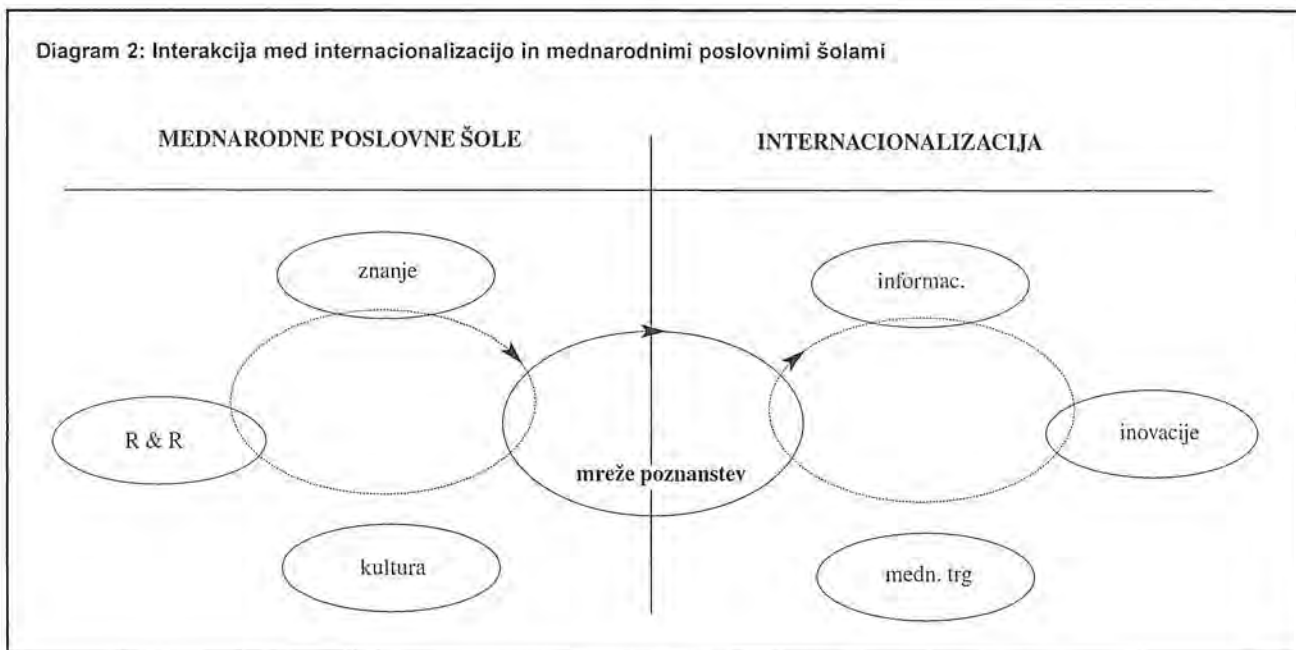 Diagram 2: Interakcija med internacionalizacijo in mednarodnimi poslovnimi šolami
MEDNARODNE POSLOVNE ŠOLE
INTERNACIONALIZACIJA
znanje
informac.
R & R
inovacije
mreže poznanstev
kultura
medn. trg